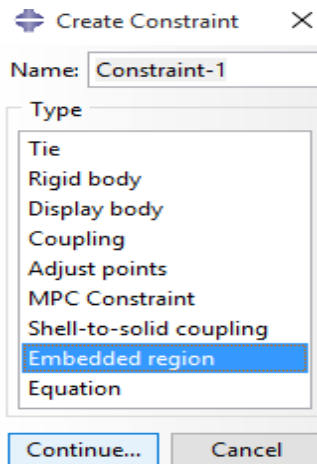 Create Constraint
Name: Constraint-1
Type
Tie
Rigid body
Display body
Coupling
Adjust points
MPC Constraint
Shell-to-solid coupling
Embedded region
Equation
Continue... Cancel